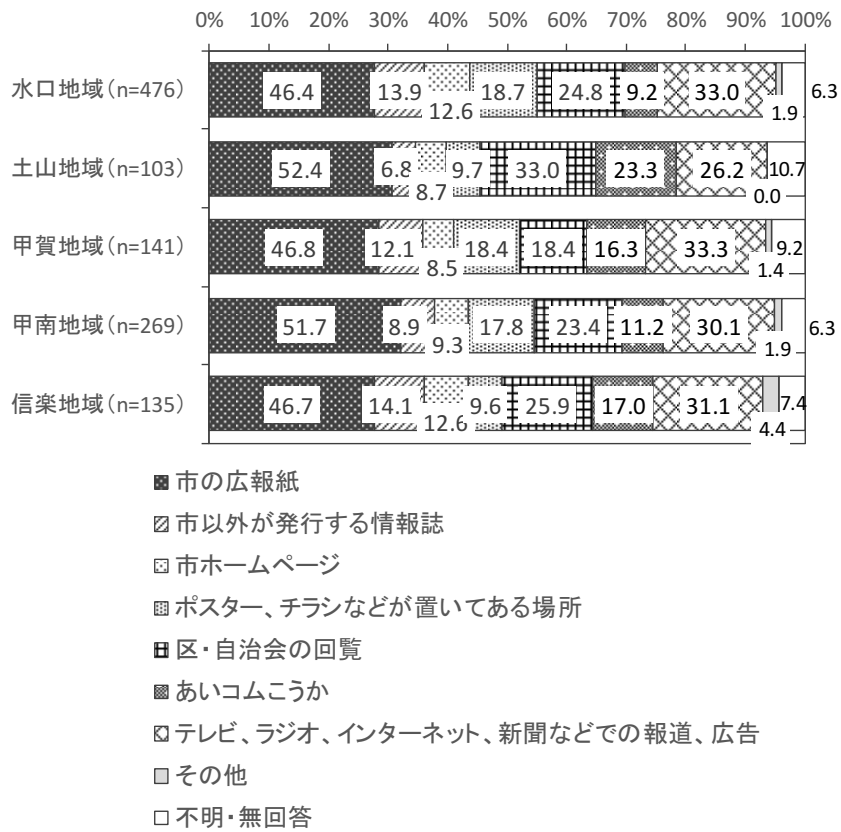 0% 10% 20% 30% 40% 50% 60% 70% 80% 90% 100%
水口地域(n=476) 46.4 13.9 12.6 18.7 24.8 9.2 33.0 1.9 6.3
土山地域(n=103) 52.4 6.8 8.7 9.7 33.0 23.3 26.2 0.0 10.7
甲賀地域(n=141) 46.8 12.1 8.5 18.4 18.4 16.3 33.3 1.4 9.2
甲南地域(n=269) 51.7 8.9 9.3 17.8 23.4 11.2 30.1 1.9 6.3
信楽地域(n=135) 46.7 14.1 12.6 9.6 25.9 17.0 31.1 4.4 7.4
市の広報紙
市以外が発行する情報誌
市ホームページ
ポスター、チラシなどが置いてある場所
区・自治会の回覧
あいコムこうか
テレビ、ラジオ、インターネット、新聞などでの報道、広告
その他
不明・無回答